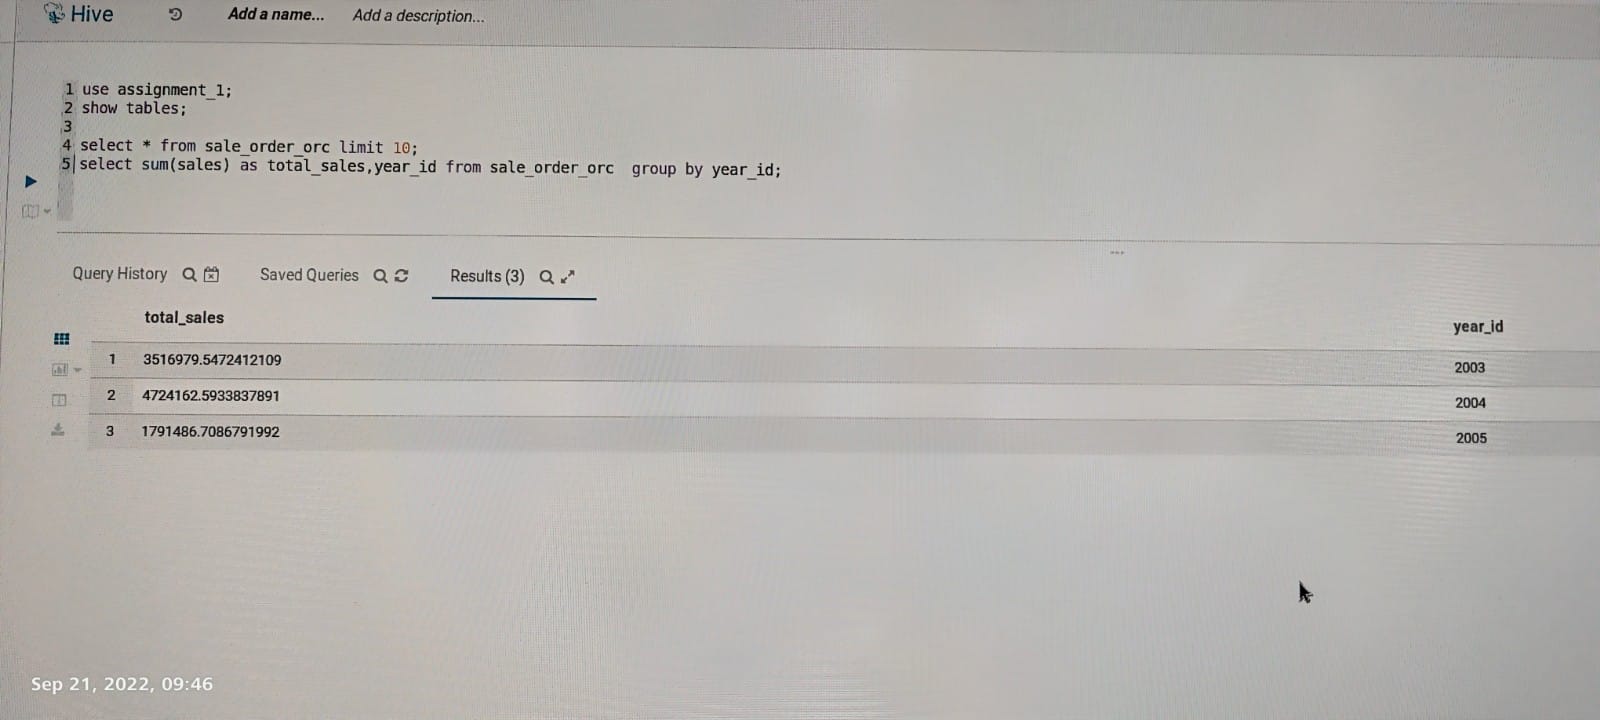 Hive Add a name... Add a description...
1 use assignment_1;
2 show tables;
3
4 select * from sale_order_orc limit 10;
5 select sum(sales) as total_sales,year_id from sale_order_orc  group by year_id;
Query History Saved Queries Results (3)
total_sales year_id
1 3516979.5472412109 2003
2 4724162.5933837891 2004
3 1791486.7086791992 2005
Sep 21, 2022, 09:46